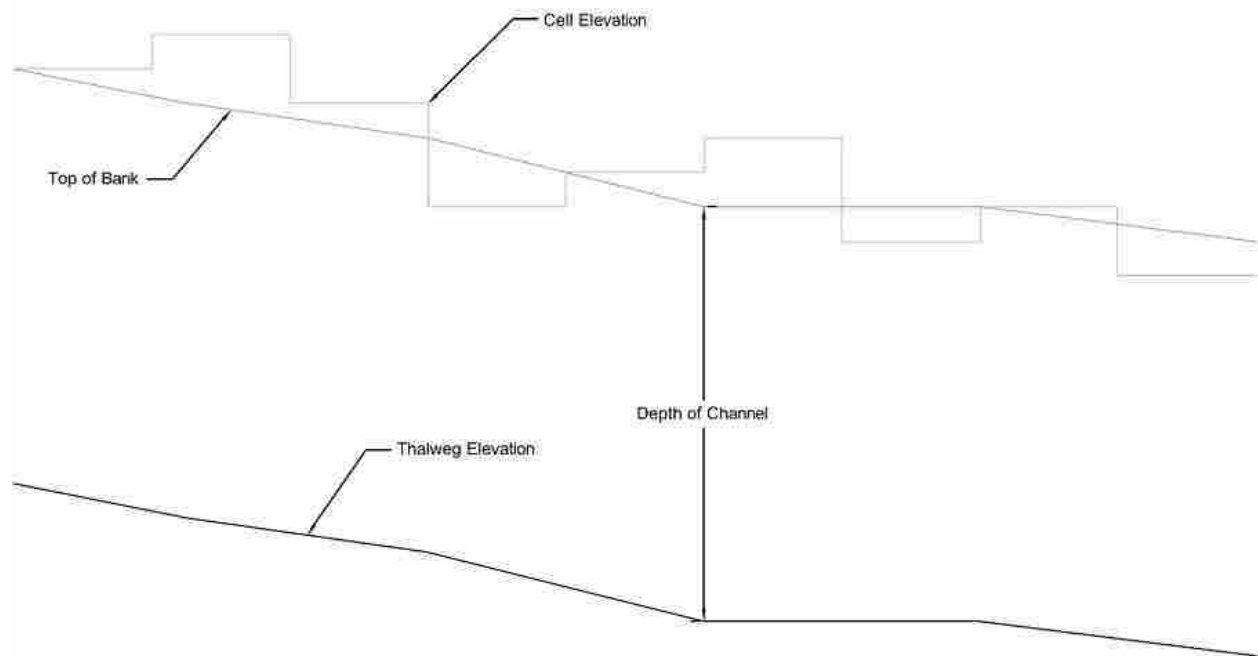 Cell Elevation
Top of Bank
Depth of Channel
Thalweg Elevation